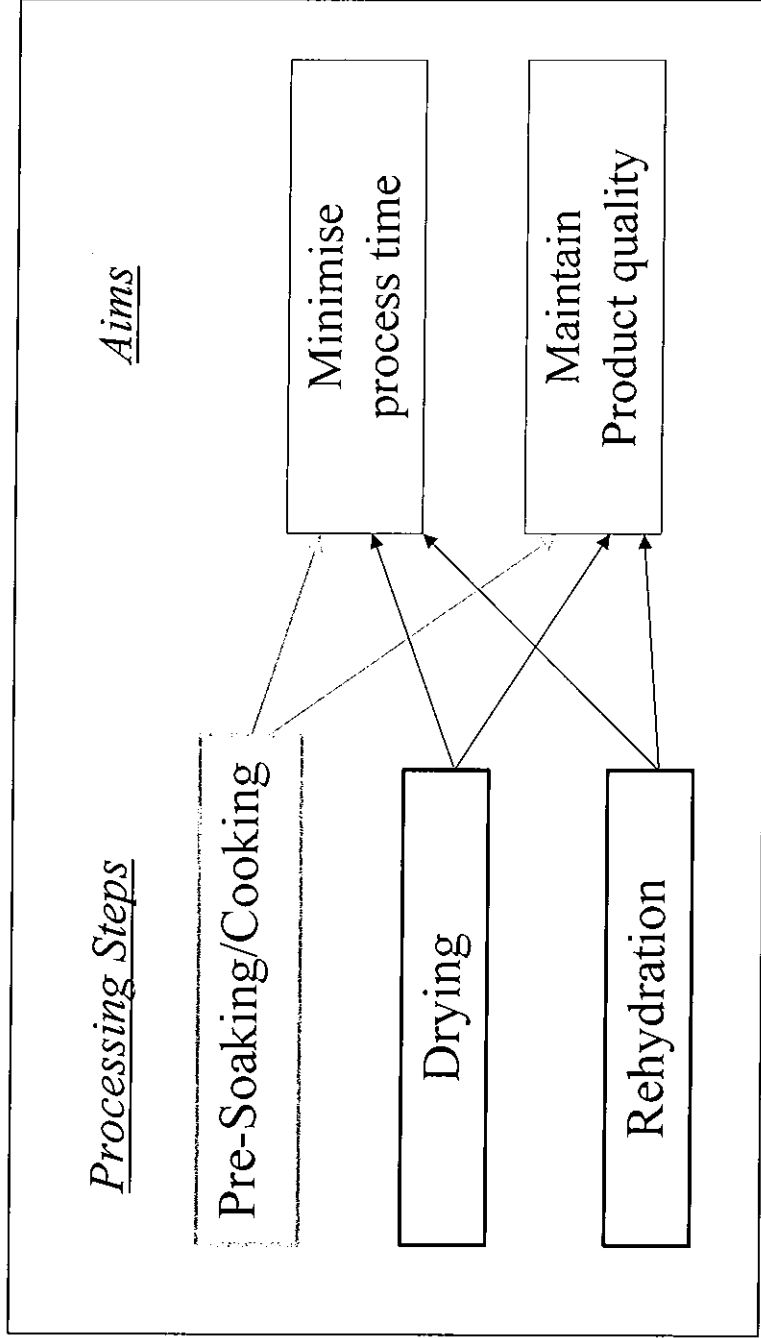 Processing Steps
Aims
Pre-Soaking/Cooking
Drying
Rehydration
Minimise
process time
Maintain
Product quality